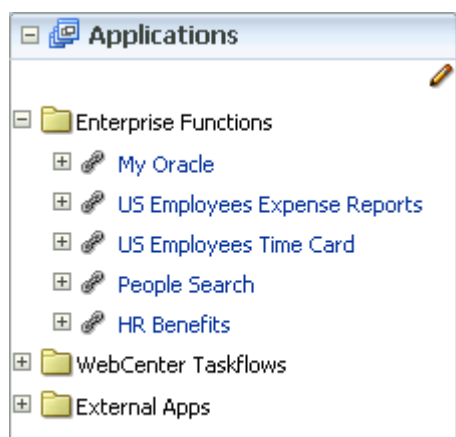 Applications
Enterprise Functions
My Oracle
US Employees Expense Reports
US Employees Time Card
People Search
HR Benefits
WebCenter Taskflows
External Apps